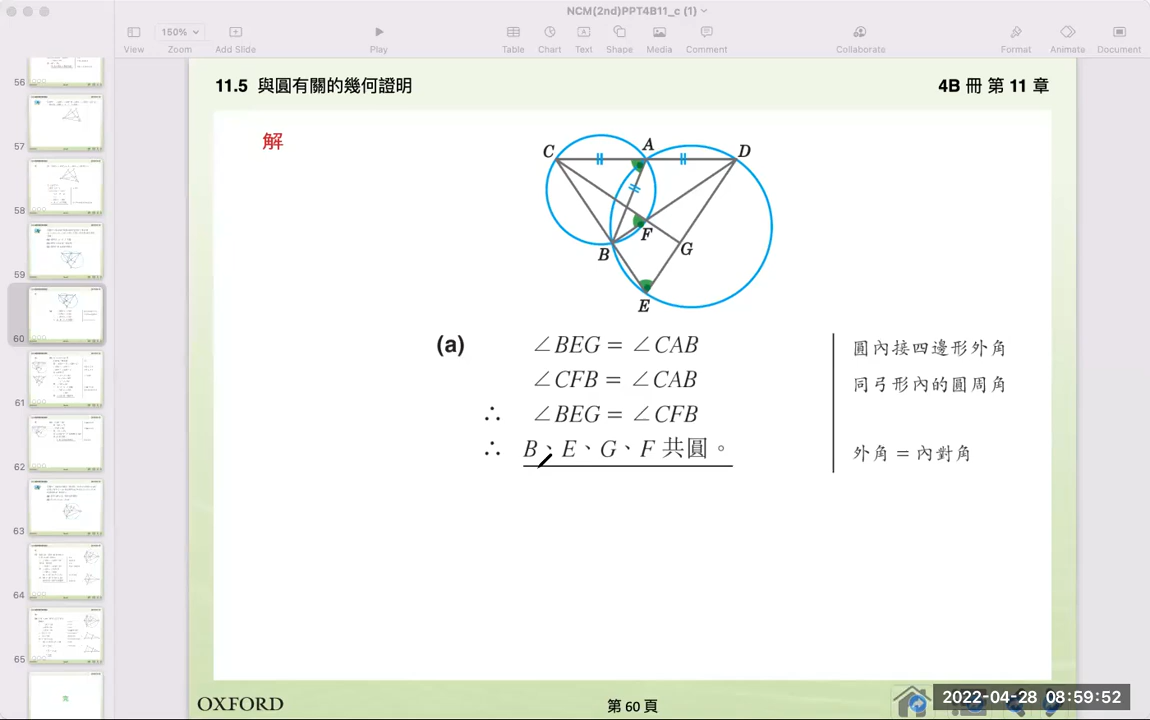 NCM(2nd)PPT4B11_c (1)
150%
View
Zoom
Add Slide
Play
Table
Chart
Text
Shape
Media
Comment
Collaborate
Format
Animate
Document
56
57
58
59
60
61
62
63
64
65
11.5 與圓有關的幾何證明
4B 冊 第 11 章
解
C
A
D
F
B
G
E
(a)
∠BEG = ∠CAB
圓內接四邊形外角
∠CFB = ∠CAB
同弓形內的圓周角
∴ ∠BEG = ∠CFB
∴ B、E、G、F 共圓。
外角 = 內對角
OXFORD
第 60 頁
2022-04-28 08:59:52